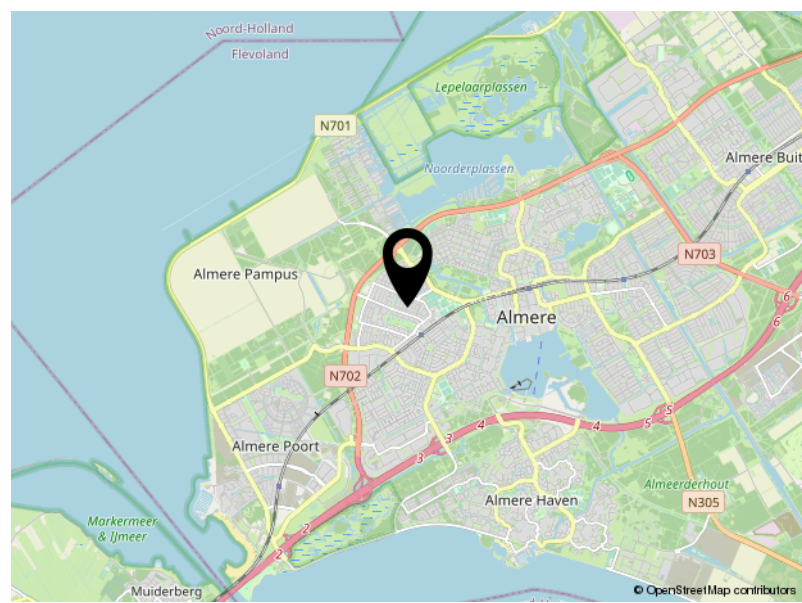 Noord-Holland
Flevoland
Lepelaarplassen
N701
Noorderplassen
Almere Buit
N703
Almere Pampus
6
6
Almere
N702
5
5
4
4
3
3
Almere Poort
Almere Haven
Almeerderhout
N305
Markermeer
& IJmeer
2
2
Muiderberg
© OpenStreetMap contributors